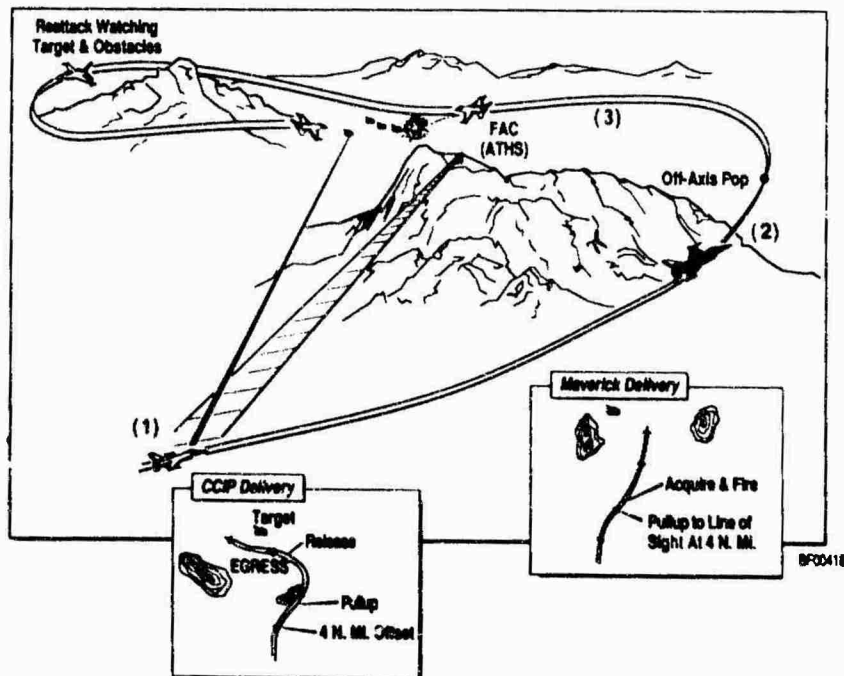 Reattack Watching
Target & Obstacles
FAC
(ATHS)
(3)
Off-Axis Pop
(2)
(1)
Maverick Delivery
Acquire & Fire
Pullup to Line of
Sight At 4 N. Mi.
CCIP Delivery
Target
Release
EGRESS
Pullup
4 N. Mi. Offset
BF00418